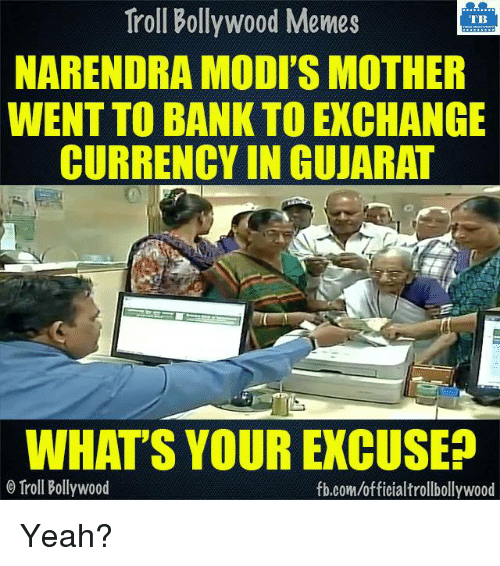 Troll Bollywood Memes
TB
NARENDRA MODI'S MOTHER
WENT TO BANK TO EXCHANGE
CURRENCY IN GUJARAT
WHAT'S YOUR EXCUSE?
© Troll Bollywood
fb.com/officialtrollbollywood
Yeah?